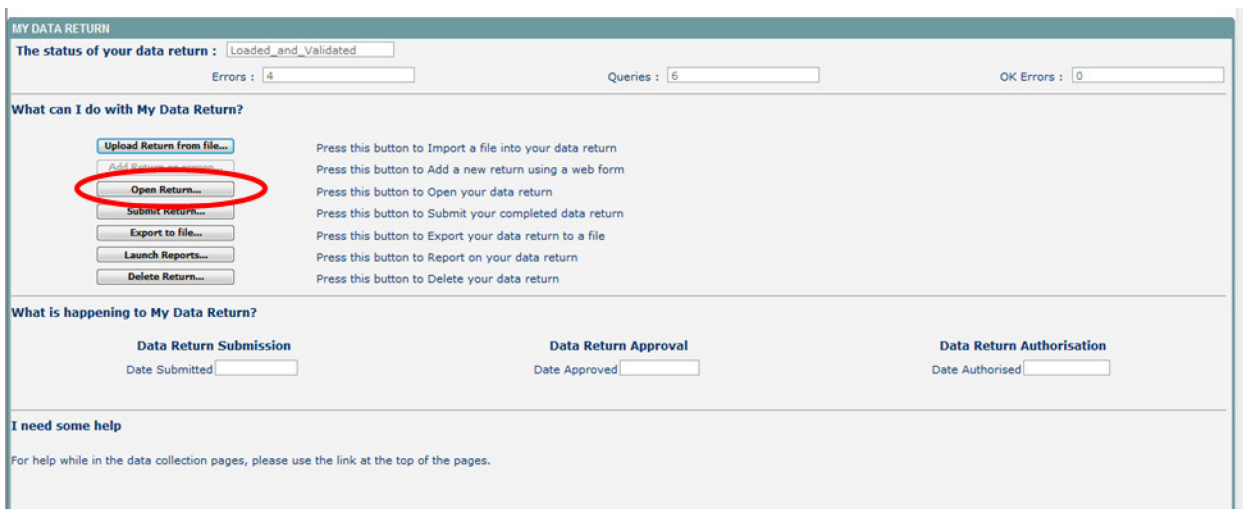 MY DATA RETURN
The status of your data return : Loaded_and_Validated
Errors : 4 Queries : 6 OK Errors : 0
What can I do with My Data Return?
Upload Return from file... Press this button to Import a file into your data return
Add Return on screen... Press this button to Add a new return using a web form
Open Return... Press this button to Open your data return
Submit Return... Press this button to Submit your completed data return
Export to file... Press this button to Export your data return to a file
Launch Reports... Press this button to Report on your data return
Delete Return... Press this button to Delete your data return
What is happening to My Data Return?
Data Return Submission Data Return Approval Data Return Authorisation
Date Submitted Date Approved Date Authorised
I need some help
For help while in the data collection pages, please use the link at the top of the pages.